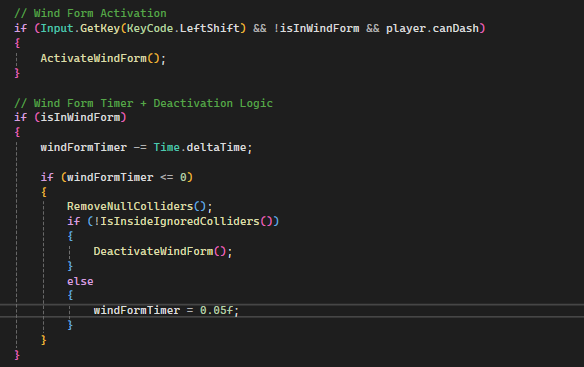 // Wind Form Activation
if (Input.GetKey(KeyCode.LeftShift) && !isInWindForm && player.canDash)
{
    ActivateWindForm();
}

// Wind Form Timer + Deactivation Logic
if (isInWindForm)
{
    windFormTimer -= Time.deltaTime;

    if (windFormTimer <= 0)
    {
        RemoveNullColliders();
        if (!IsInsideIgnoredColliders())
        {
            DeactivateWindForm();
        }
        else
        {
            windFormTimer = 0.05f;
        }
    }
}